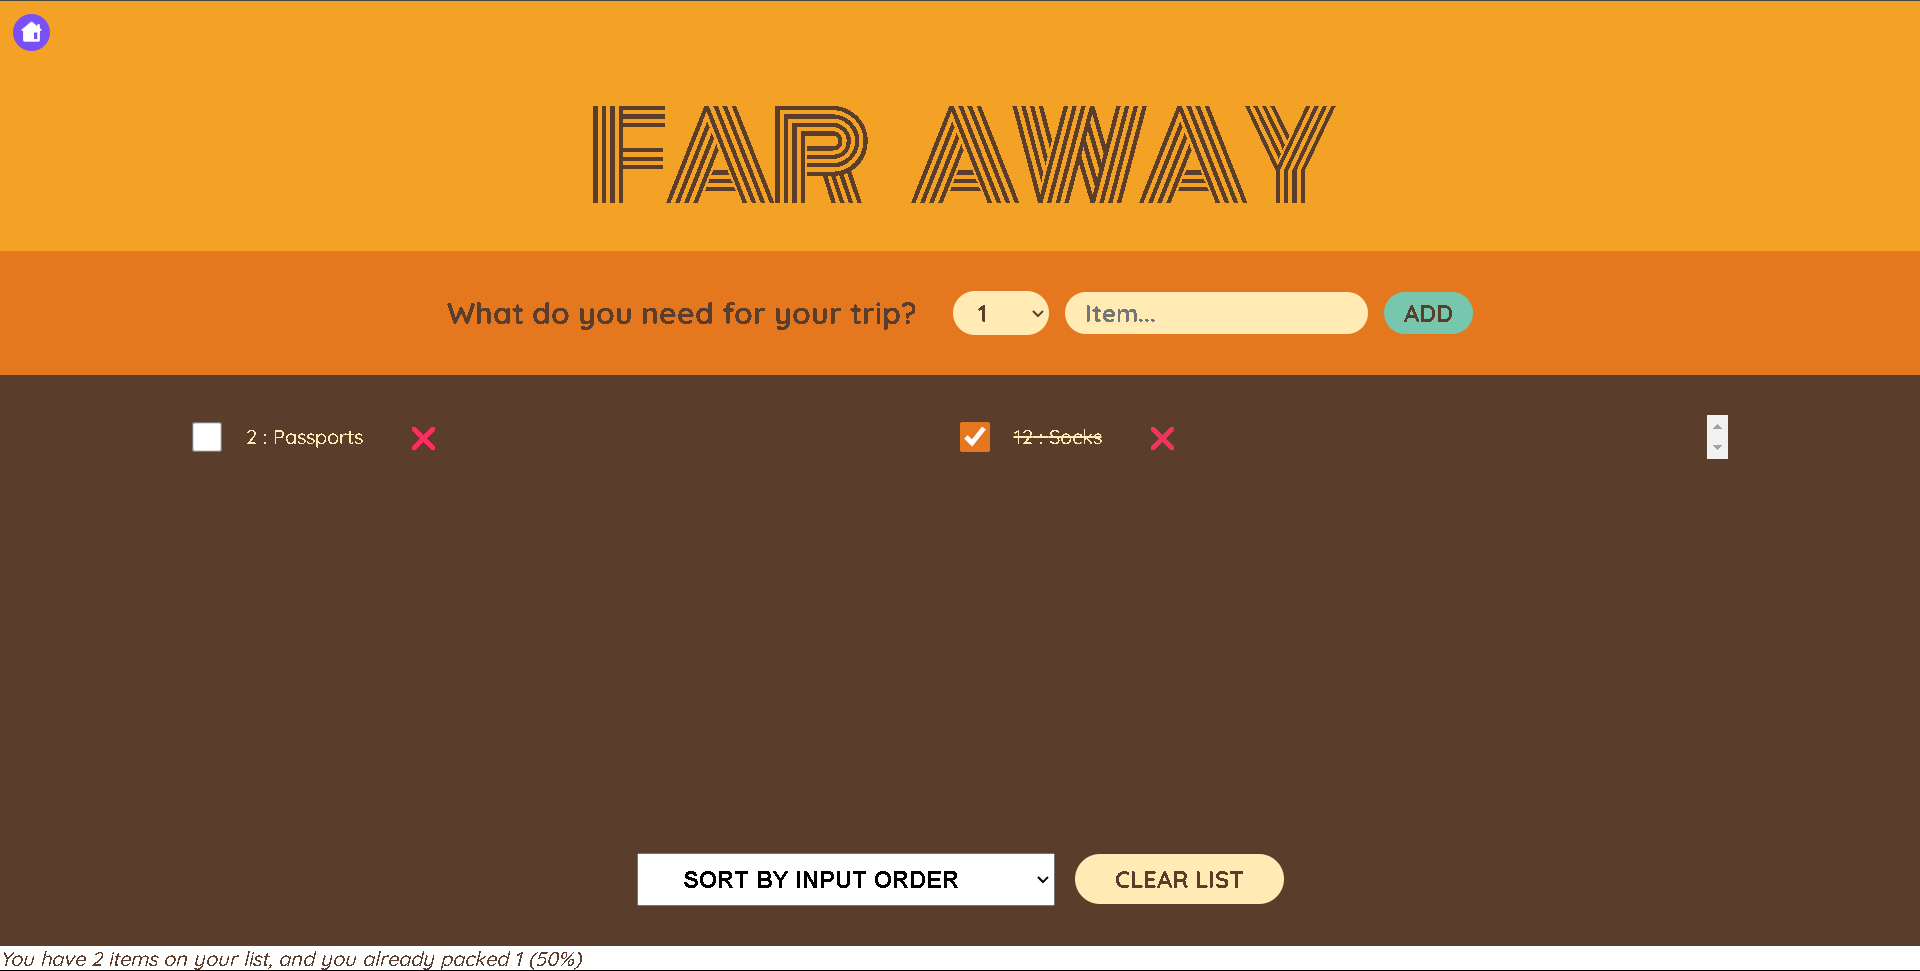 FAR AWAY
What do you need for your trip? 1 Item... ADD
2 : Passports 12 : Socks
SORT BY INPUT ORDER CLEAR LIST
You have 2 items on your list, and you already packed 1 (50%)